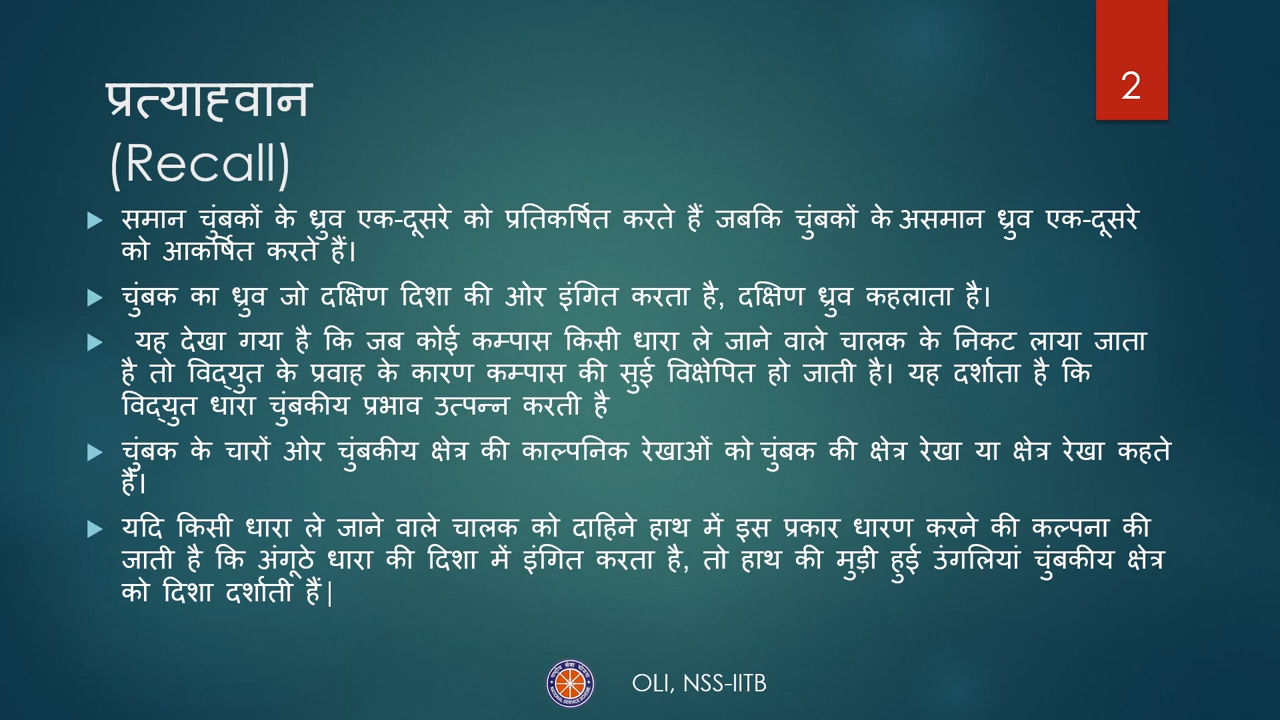 2
प्रत्याह्वान
(Recall)
समान चुंबकों के ध्रुव एक-दूसरे को प्रतिकर्षित करते हैं जबकि चुंबकों के असमान ध्रुव एक-दूसरे
को आकर्षित करते हैं।
चुंबक का ध्रुव जो दक्षिण दिशा की ओर इंगित करता है, दक्षिण ध्रुव कहलाता है।
यह देखा गया है कि जब कोई कम्पास किसी धारा ले जाने वाले चालक के निकट लाया जाता
है तो विद्युत के प्रवाह के कारण कम्पास की सुई विक्षेपित हो जाती है। यह दर्शाता है कि
विद्युत धारा चुंबकीय प्रभाव उत्पन्न करती है
चुंबक के चारों ओर चुंबकीय क्षेत्र की काल्पनिक रेखाओं को चुंबक की क्षेत्र रेखा या क्षेत्र रेखा कहते
हैं।
यदि किसी धारा ले जाने वाले चालक को दाहिने हाथ में इस प्रकार धारण करने की कल्पना की
जाती है कि अंगूठे धारा की दिशा में इंगित करता है, तो हाथ की मुड़ी हुई उंगलियां चुंबकीय क्षेत्र
को दिशा दर्शाती हैं|
OLI, NSS-IITB